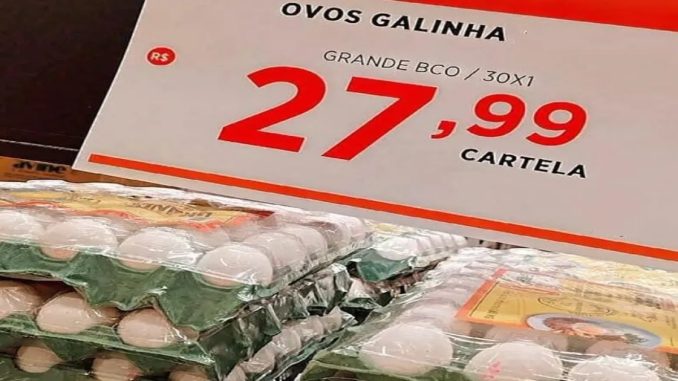 OVOS GALINHA
GRANDE BCO / 30X1
R$ 27,99
CARTELA